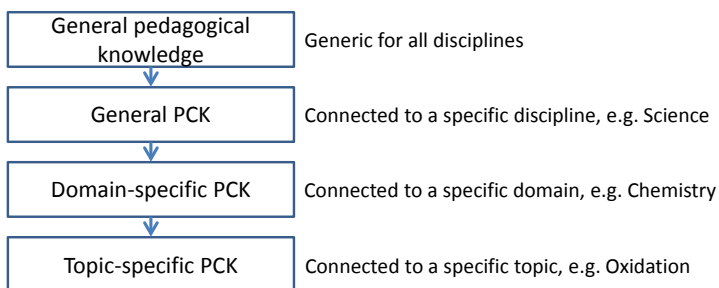 General pedagogical
knowledge
Generic for all disciplines
General PCK
Connected to a specific discipline, e.g. Science
Domain-specific PCK
Connected to a specific domain, e.g. Chemistry
Topic-specific PCK
Connected to a specific topic, e.g. Oxidation